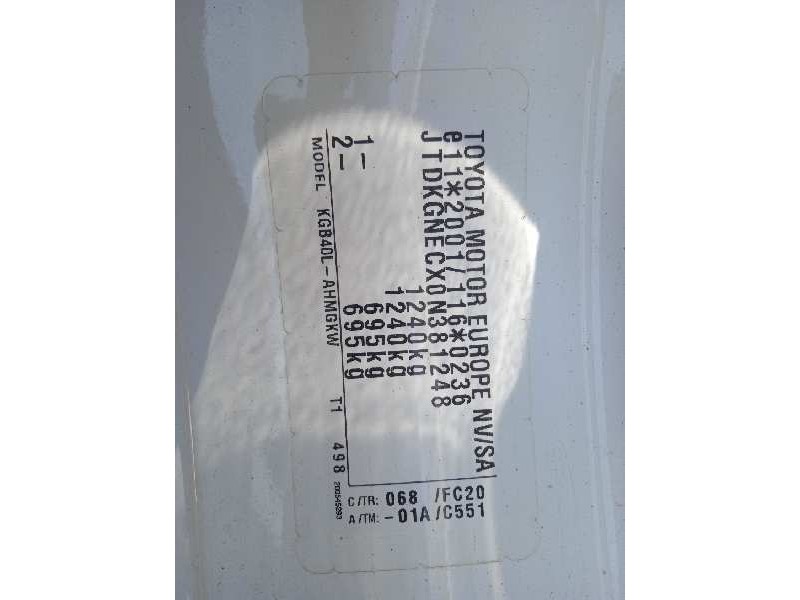 TOYOTA MOTOR EUROPE NV/SA
e11*2001/116*0236
JTDKGNECX0N381248
1240kg
1240kg
1- 695kg
2- 695kg
MODEL KGB40L-AHMGKW T1 498
C/TR: 068 /FC20
A/TM: -01A /C551